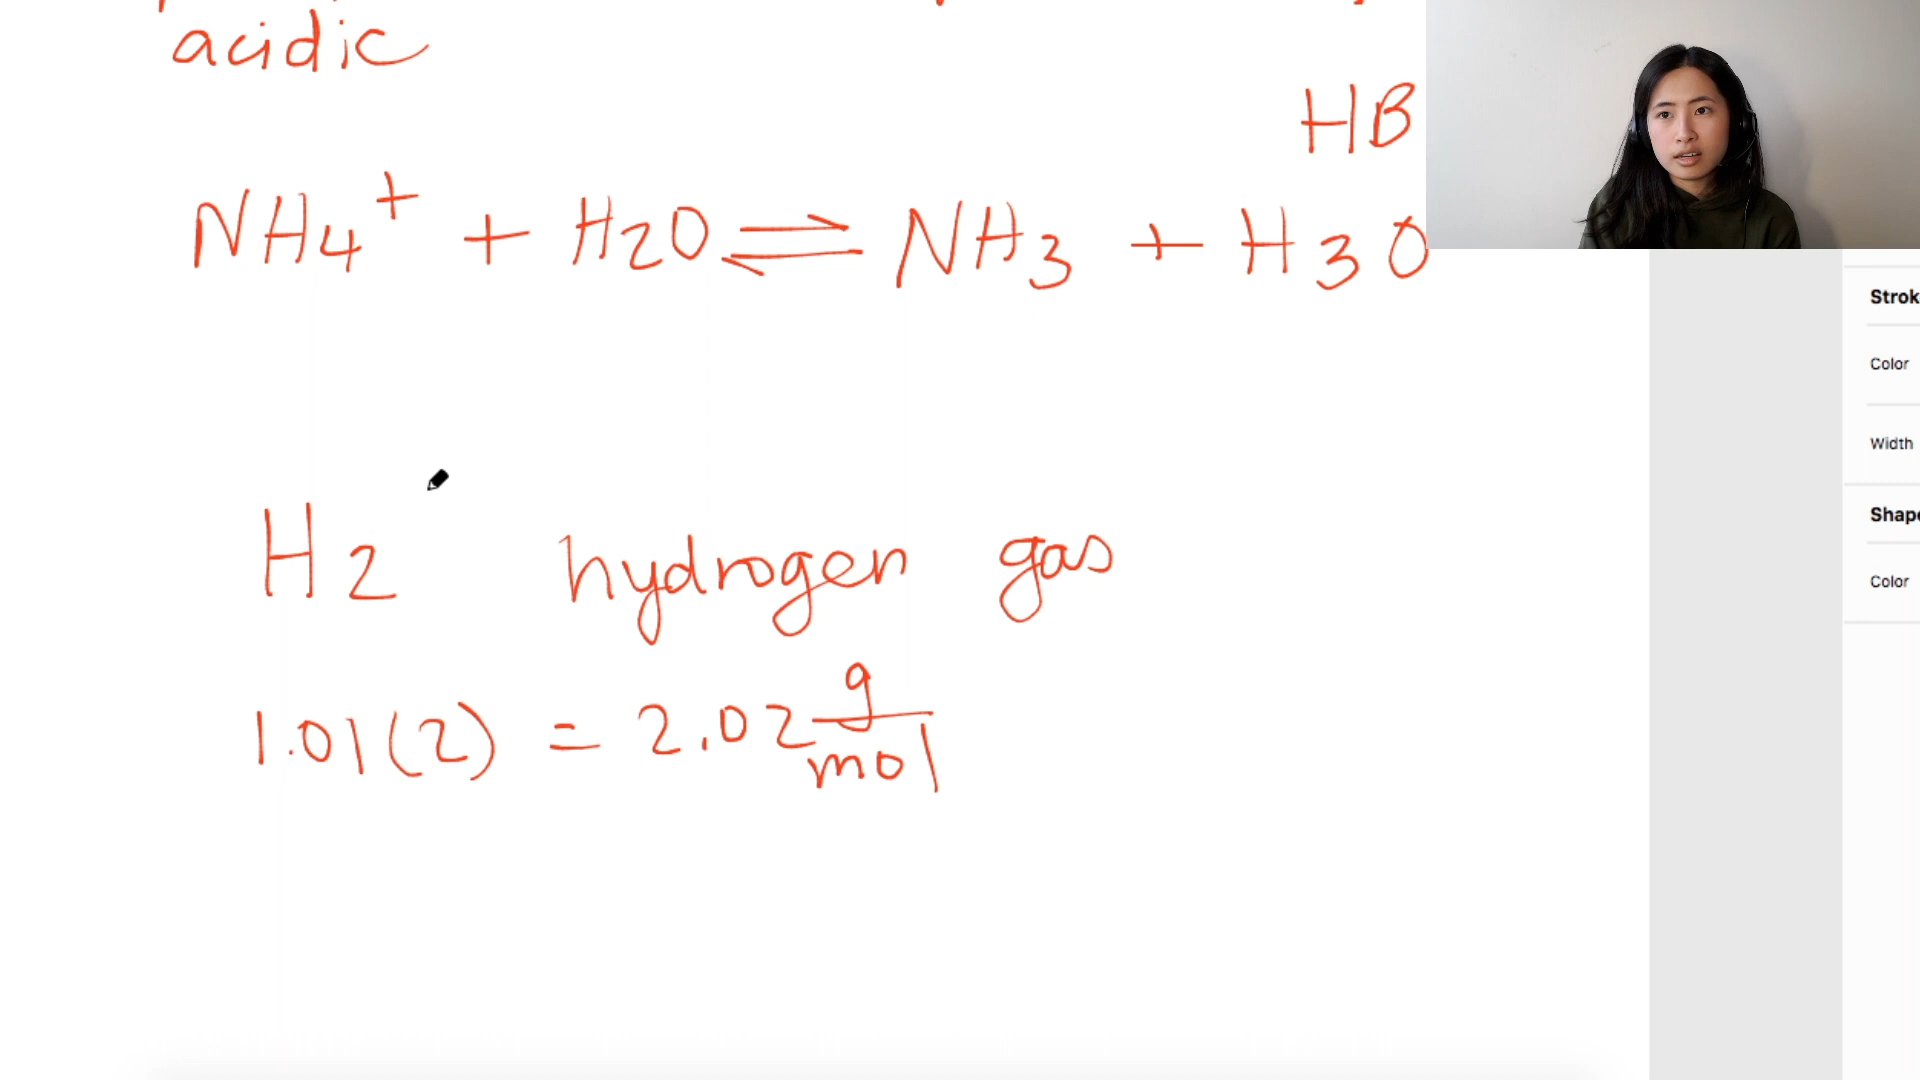 acidic
HB
NH4+ + H2O ⇌ NH3 + H3O
H2 hydrogen gas
1.01(2) = 2.02 g/mol
Strok
Color
Width
Shape
Color